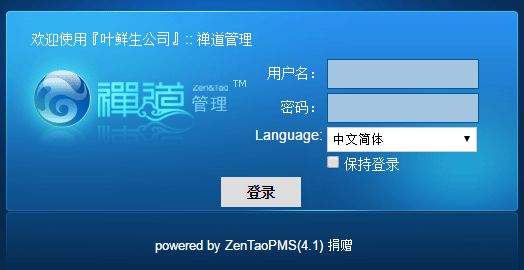 欢迎使用『叶鲜生公司』:: 禅道管理
用户名：
禪道 Zen&Tao 管理 TM
密码：
Language: 中文简体
保持登录
登录
powered by ZenTaoPMS(4.1) 捐赠